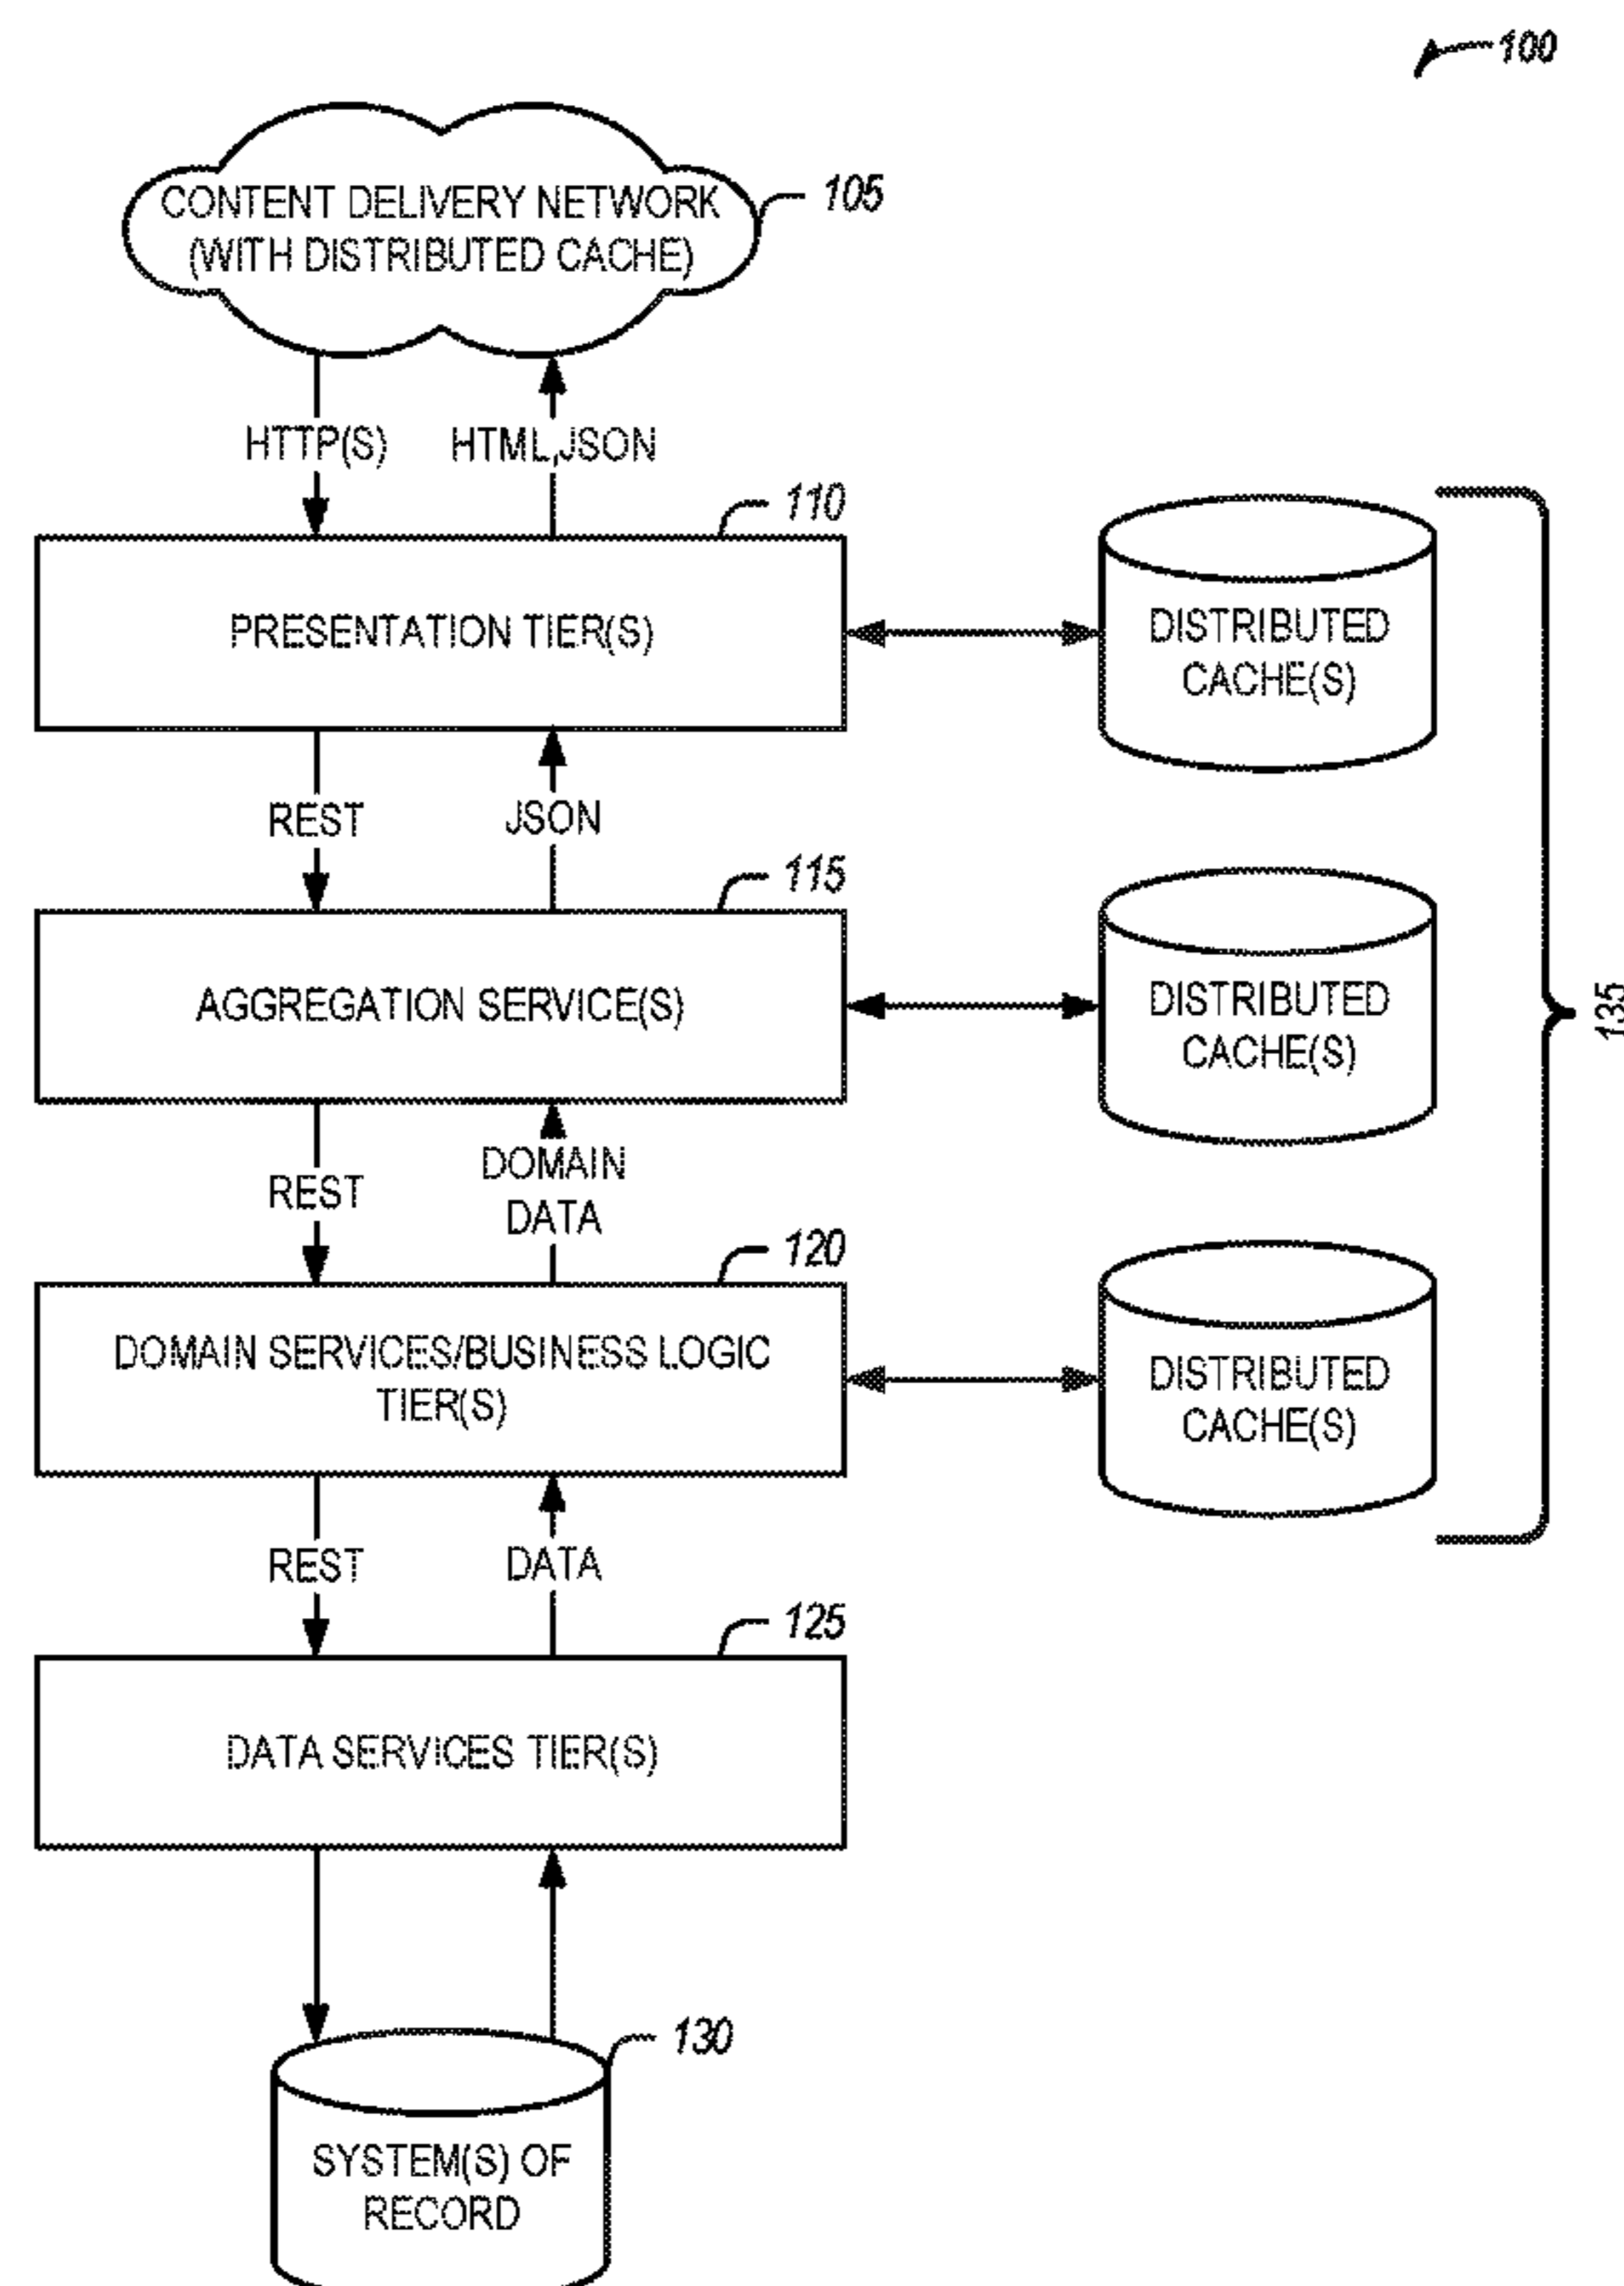 100
CONTENT DELIVERY NETWORK
(WITH DISTRIBUTED CACHE)
105
HTTP(S)
HTML,JSON
110
PRESENTATION TIER(S)
DISTRIBUTED
CACHE(S)
REST
JSON
115
AGGREGATION SERVICE(S)
DISTRIBUTED
CACHE(S)
135
REST
DOMAIN
DATA
120
DOMAIN SERVICES/BUSINESS LOGIC
TIER(S)
DISTRIBUTED
CACHE(S)
REST
DATA
125
DATA SERVICES TIER(S)
130
SYSTEM(S) OF
RECORD